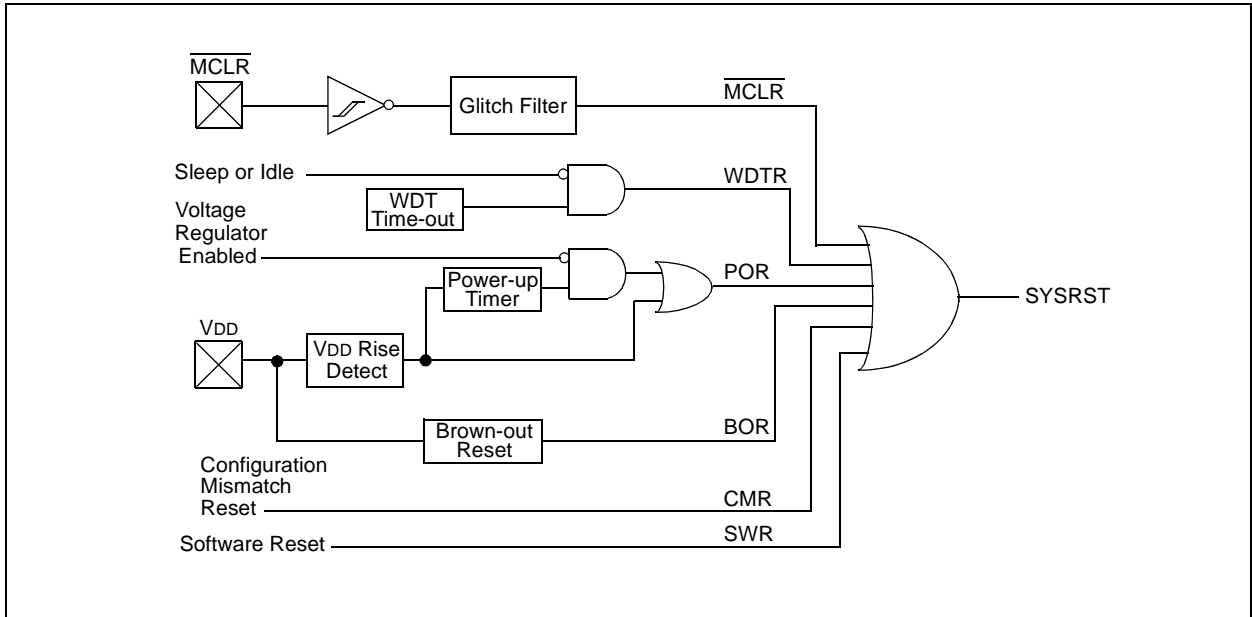 MCLR
Glitch Filter
MCLR
Sleep or Idle
WDT
Time-out
WDTR
Voltage
Regulator
Enabled
Power-up
Timer
POR
SYSRST
VDD
VDD Rise
Detect
Brown-out
Reset
BOR
Configuration
Mismatch
Reset
CMR
Software Reset
SWR